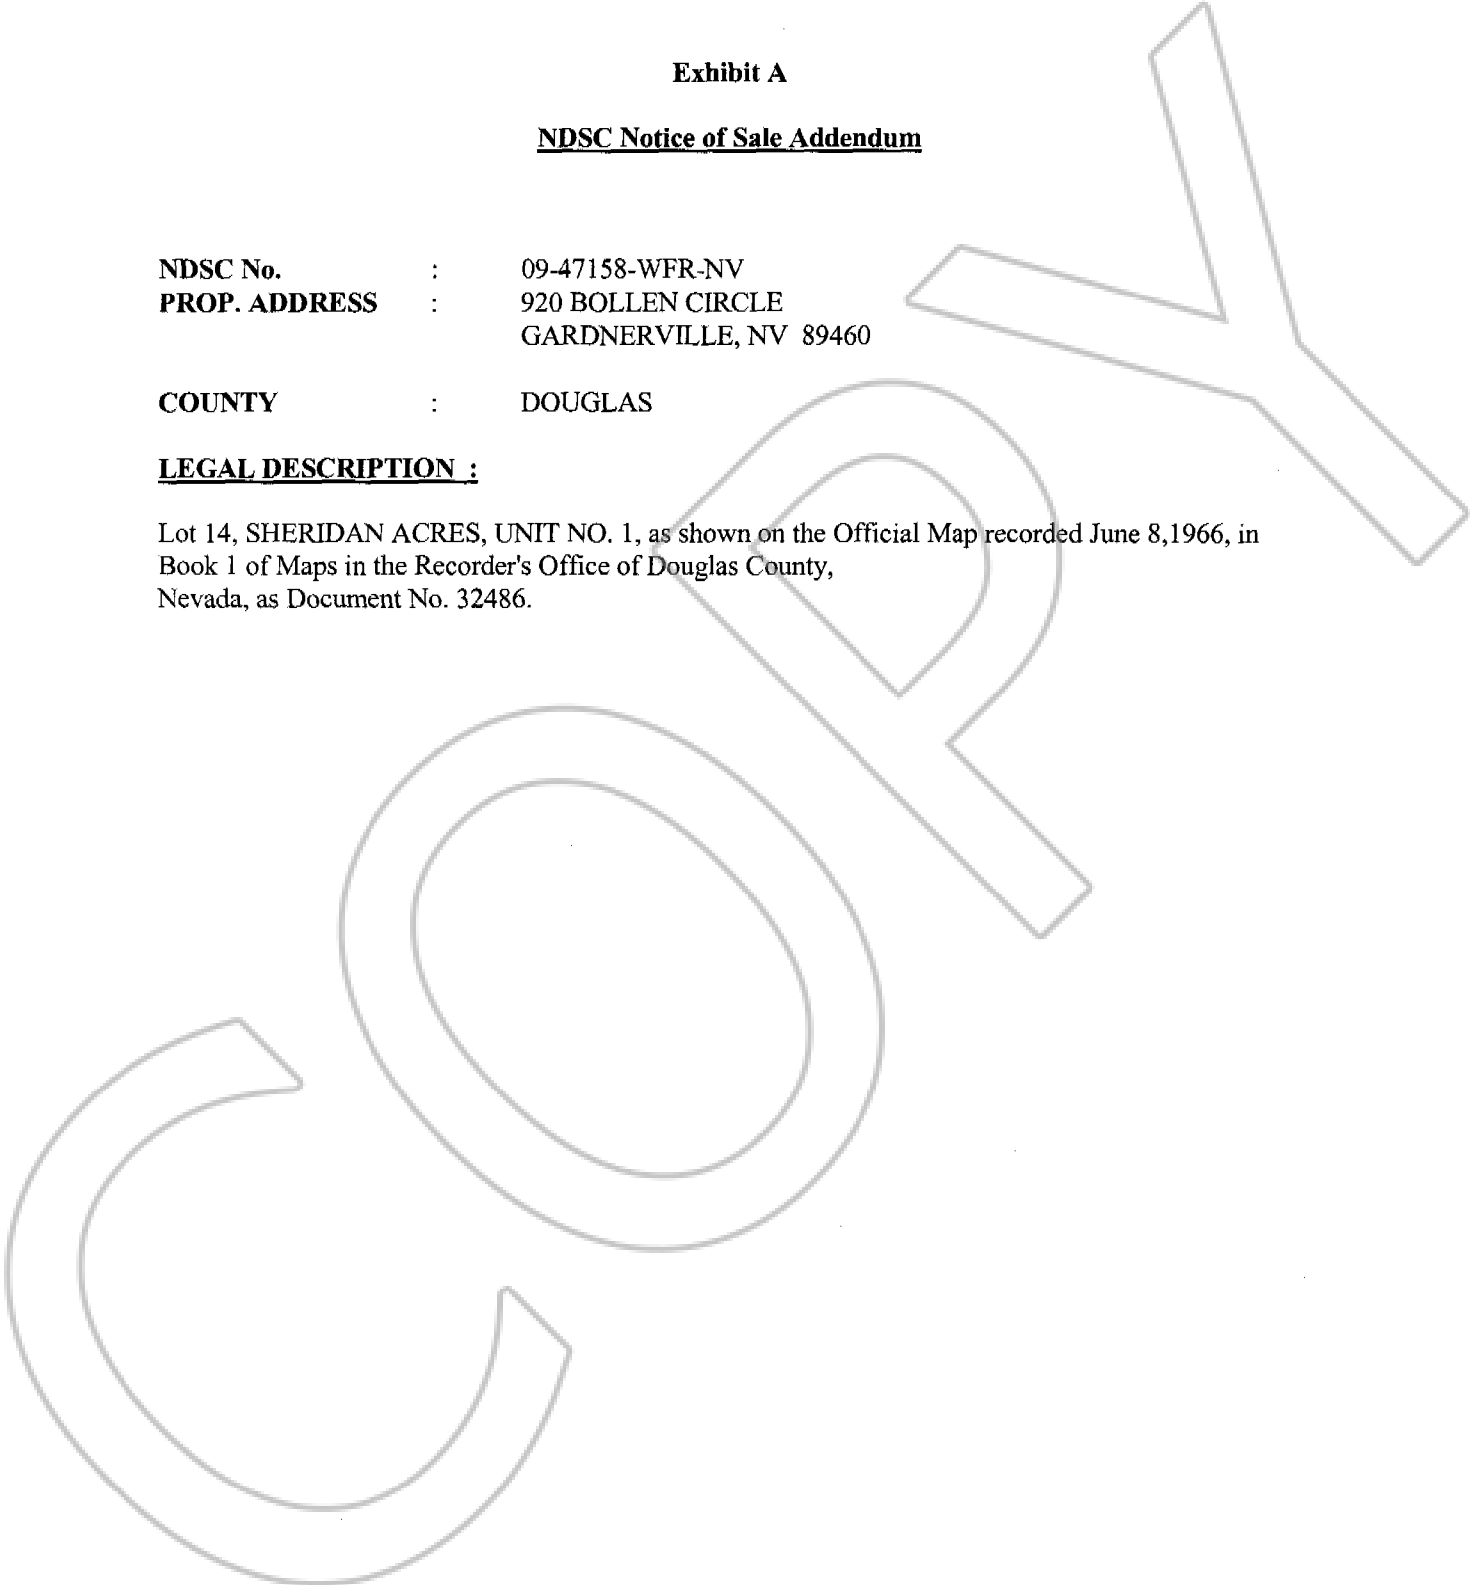 Exhibit A
NDSC Notice of Sale Addendum
NDSC No. : 09-47158-WFR-NV
PROP. ADDRESS : 920 BOLLEN CIRCLE
GARDNERVILLE, NV 89460
COUNTY : DOUGLAS
LEGAL DESCRIPTION :
Lot 14, SHERIDAN ACRES, UNIT NO. 1, as shown on the Official Map recorded June 8,1966, in
Book 1 of Maps in the Recorder's Office of Douglas County,
Nevada, as Document No. 32486.
COPY